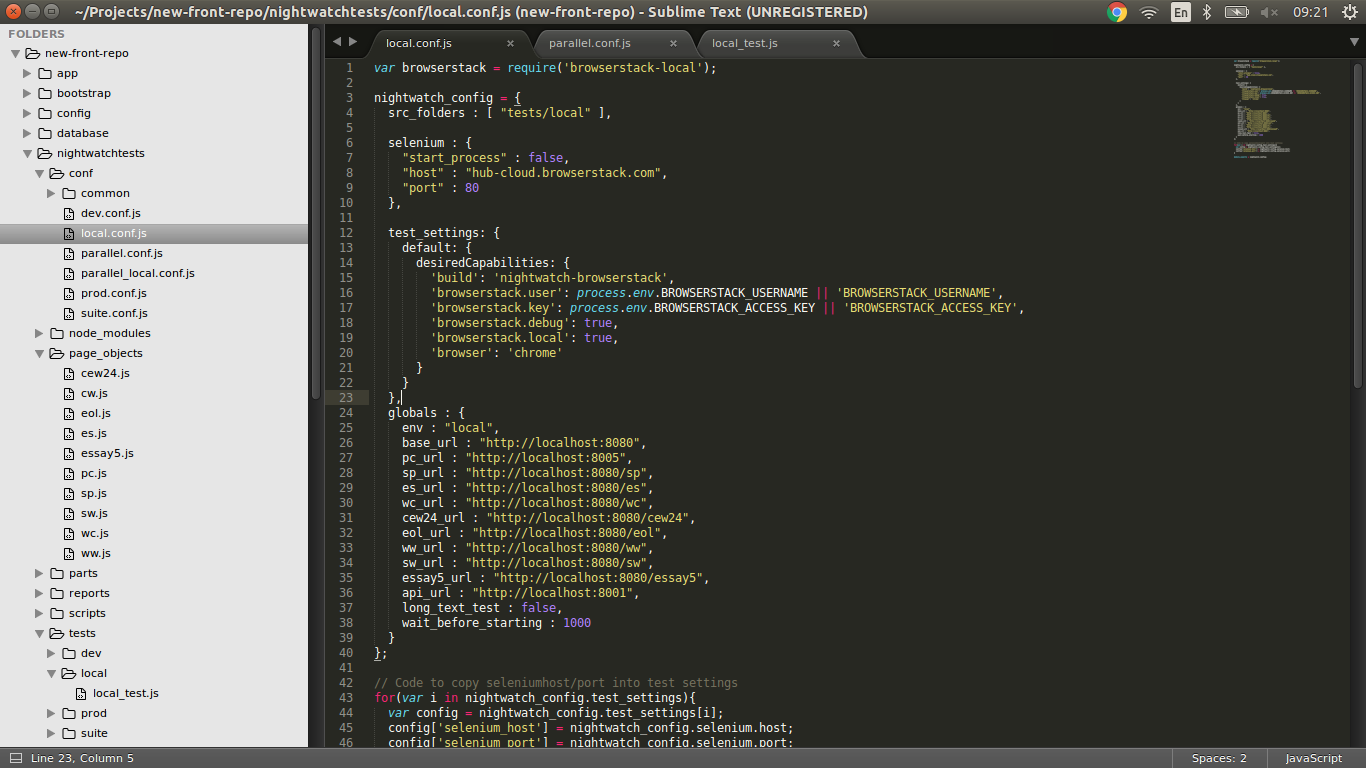 ~/Projects/new-front-repo/nightwatchtests/conf/local.conf.js (new-front-repo) - Sublime Text (UNREGISTERED)
En
09:21
FOLDERS
new-front-repo
app
bootstrap
config
database
nightwatchtests
conf
common
dev.conf.js
local.conf.js
parallel.conf.js
parallel_local.conf.js
prod.conf.js
suite.conf.js
node_modules
page_objects
cew24.js
cw.js
eol.js
es.js
essay5.js
pc.js
sp.js
sw.js
wc.js
ww.js
parts
reports
scripts
tests
dev
local
local_test.js
prod
suite
local.conf.js × parallel.conf.js × local_test.js ×
1 var browserstack = require('browserstack-local');
2
3 nightwatch_config = {
4 src_folders : [ "tests/local" ],
5
6 selenium : {
7 "start_process" : false,
8 "host" : "hub-cloud.browserstack.com",
9 "port" : 80
10 },
11
12 test_settings: {
13 default: {
14 desiredCapabilities: {
15 'build': 'nightwatch-browserstack',
16 'browserstack.user': process.env.BROWSERSTACK_USERNAME || 'BROWSERSTACK_USERNAME',
17 'browserstack.key': process.env.BROWSERSTACK_ACCESS_KEY || 'BROWSERSTACK_ACCESS_KEY',
18 'browserstack.debug': true,
19 'browserstack.local': true,
20 'browser': 'chrome'
21 }
22 }
23 },
24 globals : {
25 env : "local",
26 base_url : "http://localhost:8080",
27 pc_url : "http://localhost:8005",
28 sp_url : "http://localhost:8080/sp",
29 es_url : "http://localhost:8080/es",
30 wc_url : "http://localhost:8080/wc",
31 cew24_url : "http://localhost:8080/cew24",
32 eol_url : "http://localhost:8080/eol",
33 ww_url : "http://localhost:8080/ww",
34 sw_url : "http://localhost:8080/sw",
35 essay5_url : "http://localhost:8080/essay5",
36 api_url : "http://localhost:8001",
37 long_text_test : false,
38 wait_before_starting : 1000
39 }
40 };
41
42 // Code to copy seleniumhost/port into test settings
43 for(var i in nightwatch_config.test_settings){
44 var config = nightwatch_config.test_settings[i];
45 config['selenium_host'] = nightwatch_config.selenium.host;
46 config['selenium_port'] = nightwatch_config.selenium.port;
Line 23, Column 5
Spaces: 2
JavaScript